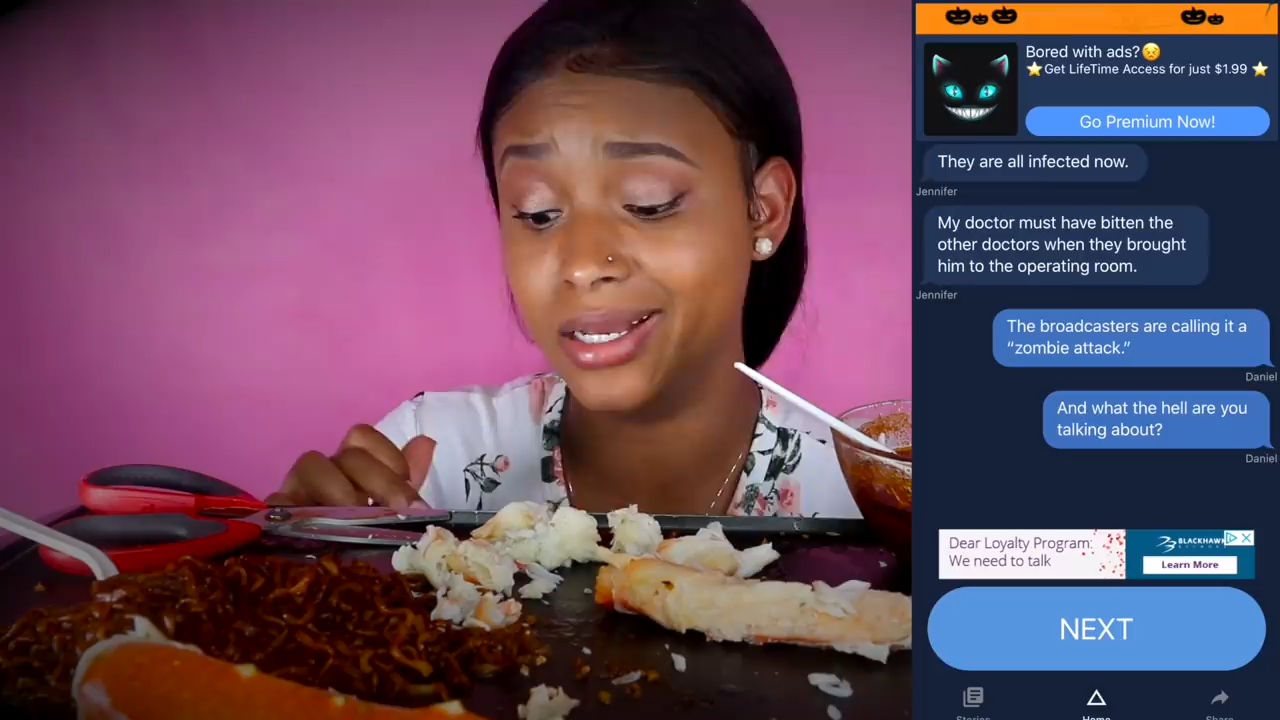 Bored with ads?😣
⭐Get LifeTime Access for just $1.99 ⭐
Go Premium Now!
They are all infected now.
Jennifer
My doctor must have bitten the
other doctors when they brought
him to the operating room.
Jennifer
The broadcasters are calling it a
“zombie attack.”
Daniel
And what the hell are you
talking about?
Daniel
Dear Loyalty Program:
We need to talk
BLACKHAWK
Learn More
NEXT
Stories
Home
Share